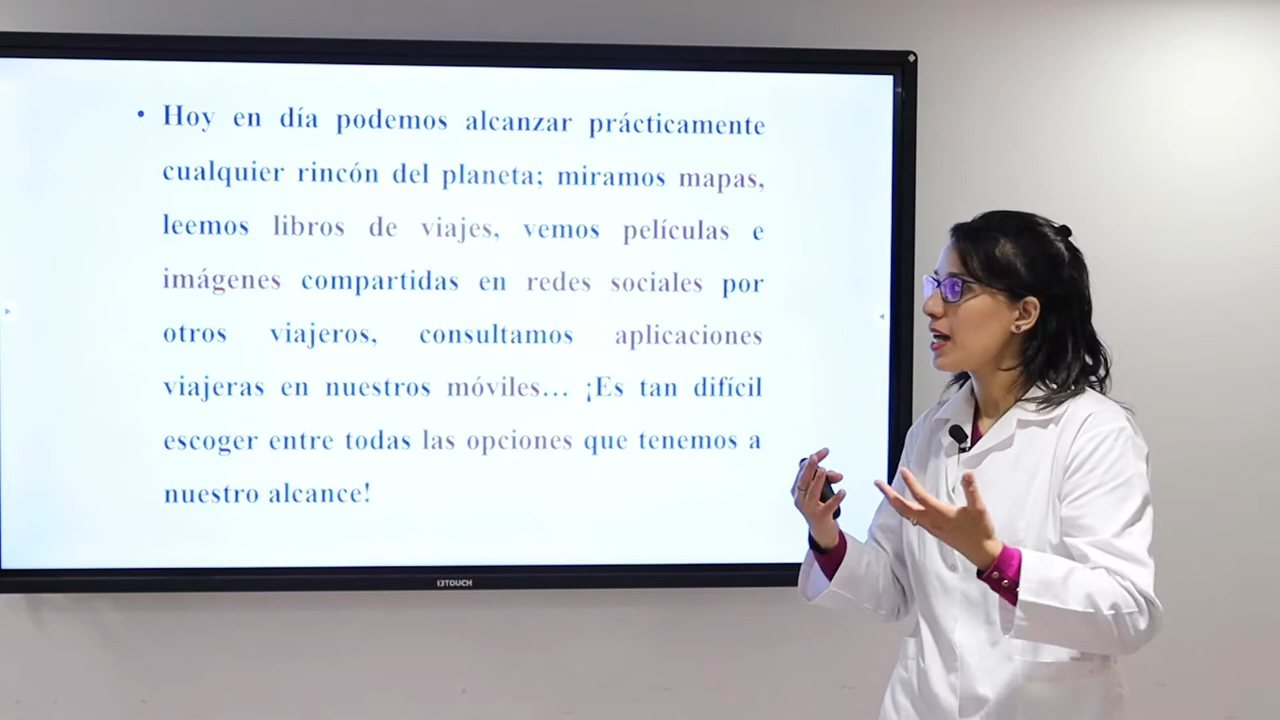 • Hoy en día podemos alcanzar prácticamente
cualquier rincón del planeta; miramos mapas,
leemos libros de viajes, vemos películas e
imágenes compartidas en redes sociales por
otros viajeros, consultamos aplicaciones
viajeras en nuestros móviles... ¡Es tan difícil
escoger entre todas las opciones que tenemos a
nuestro alcance!
i3TOUCH